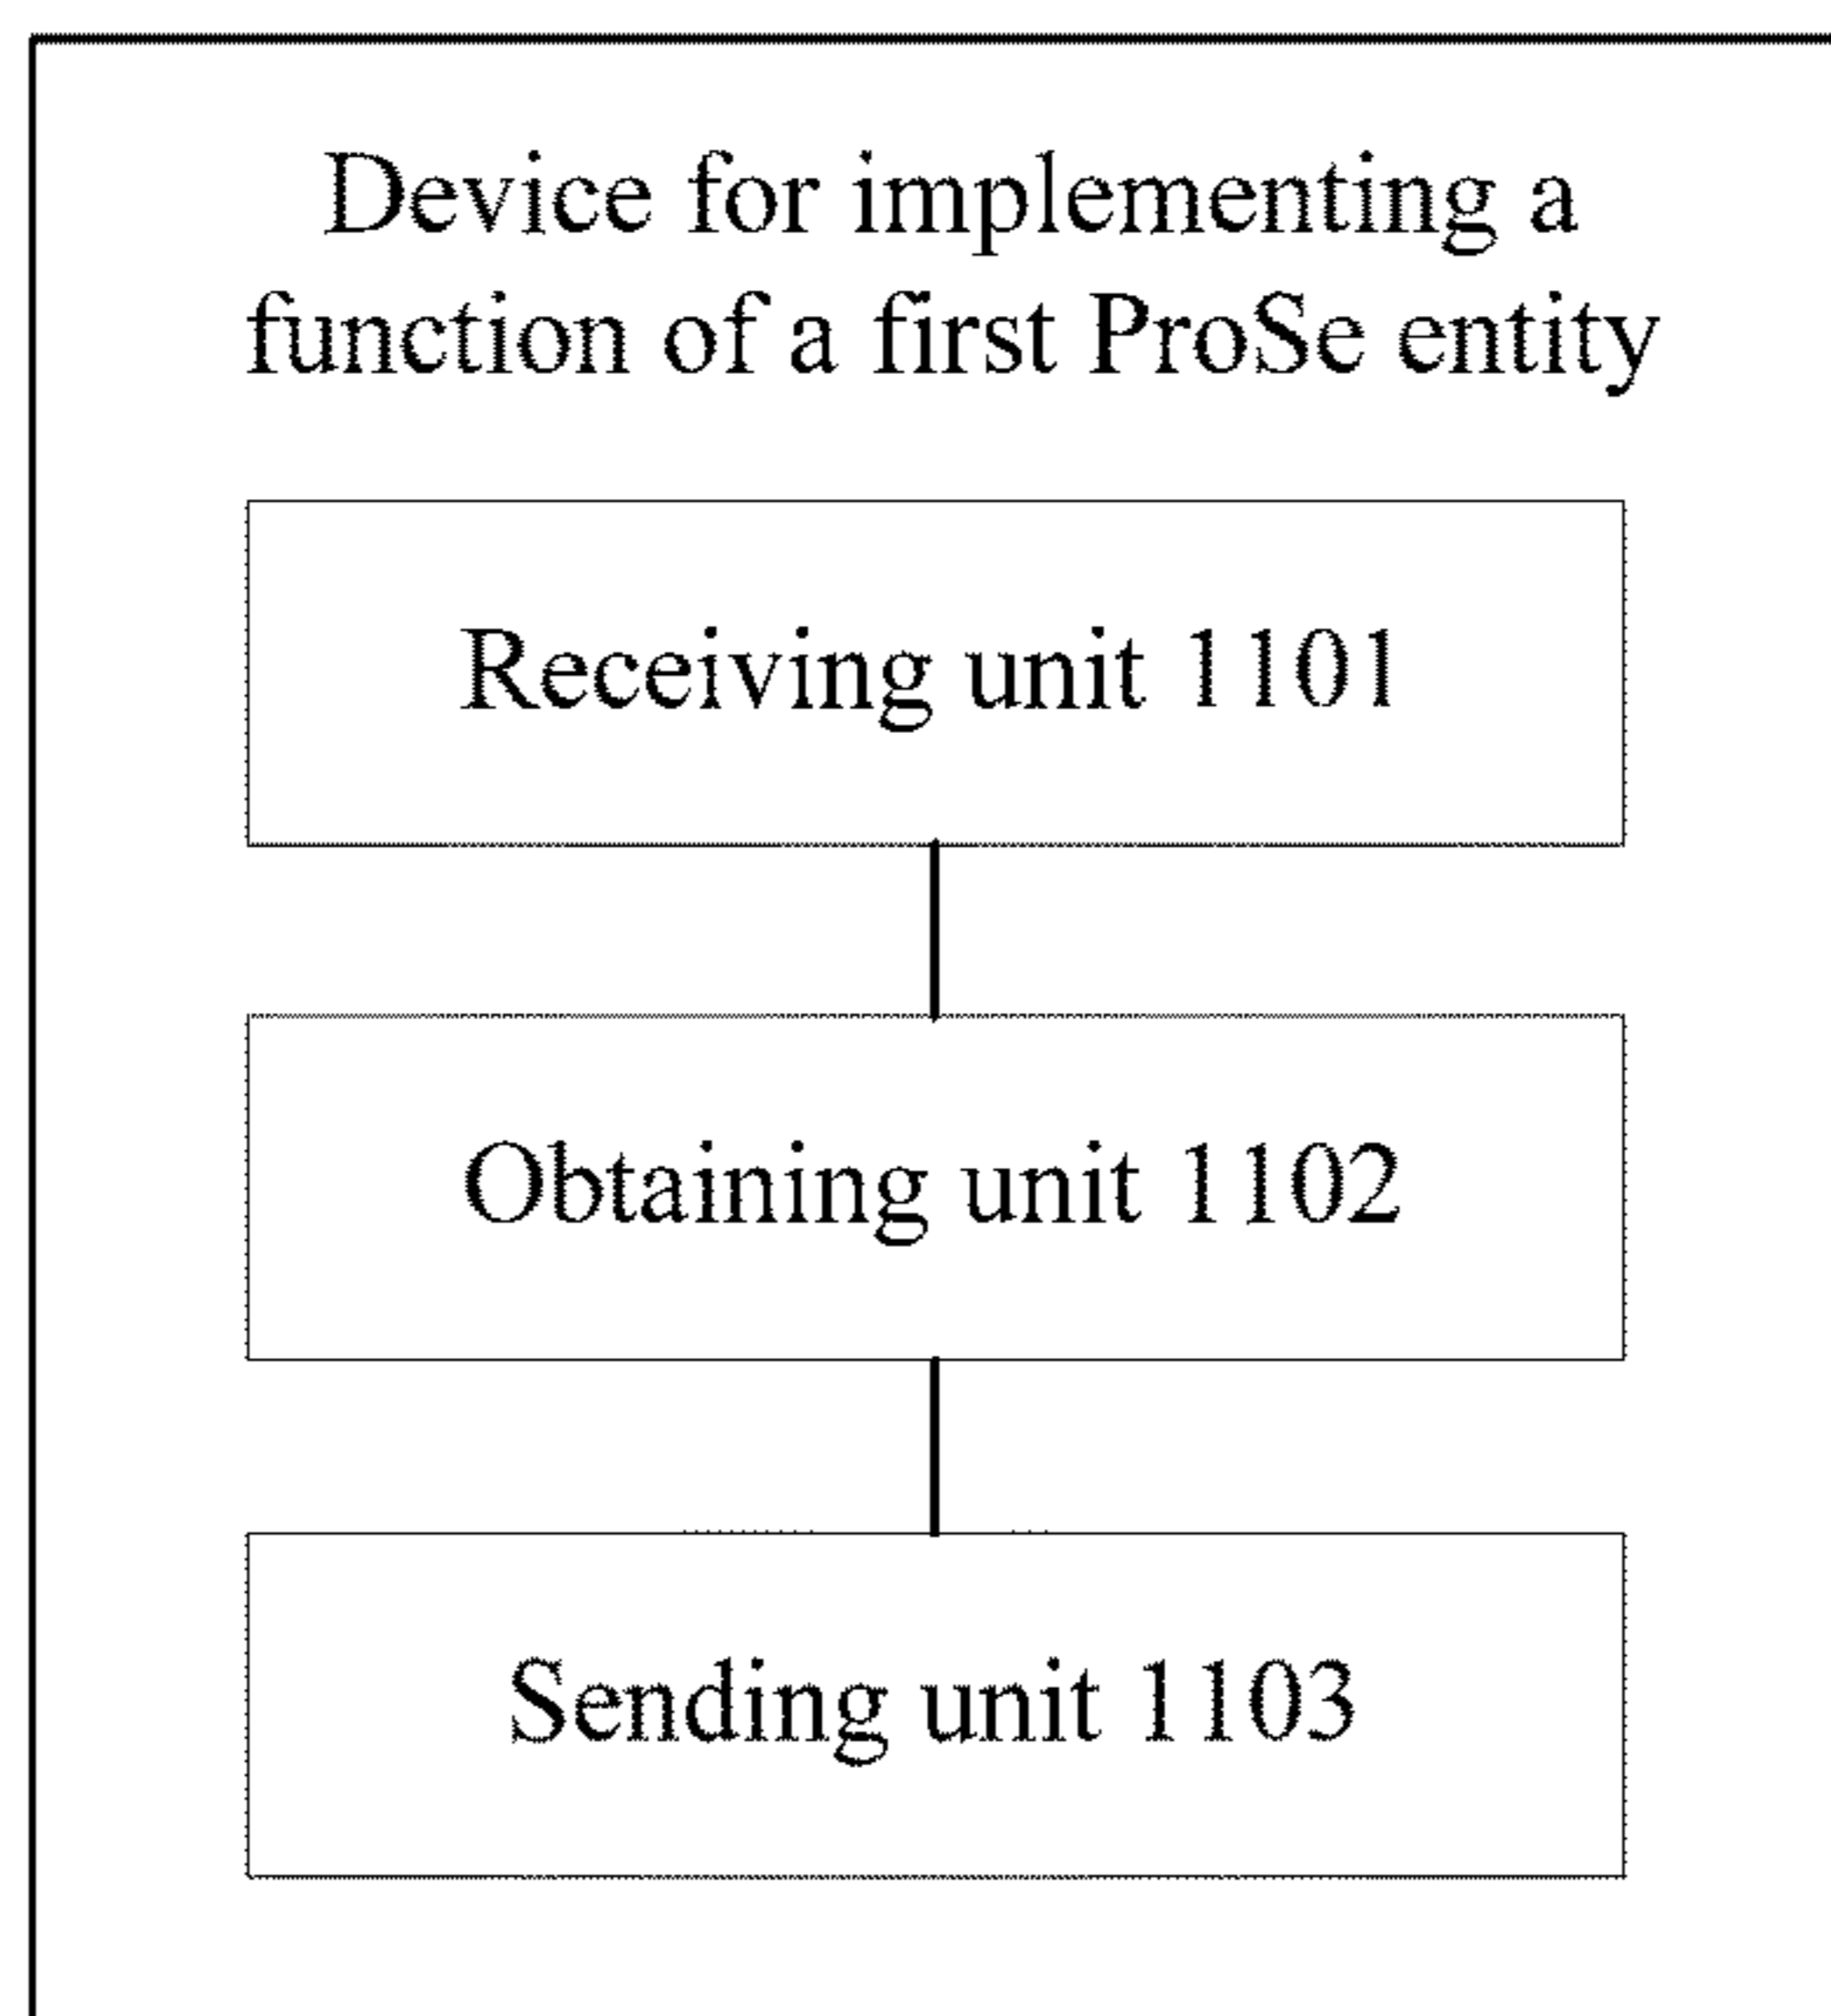 Device for implementing a
function of a first ProSe entity
Receiving unit 1101
Obtaining unit 1102
Sending unit 1103